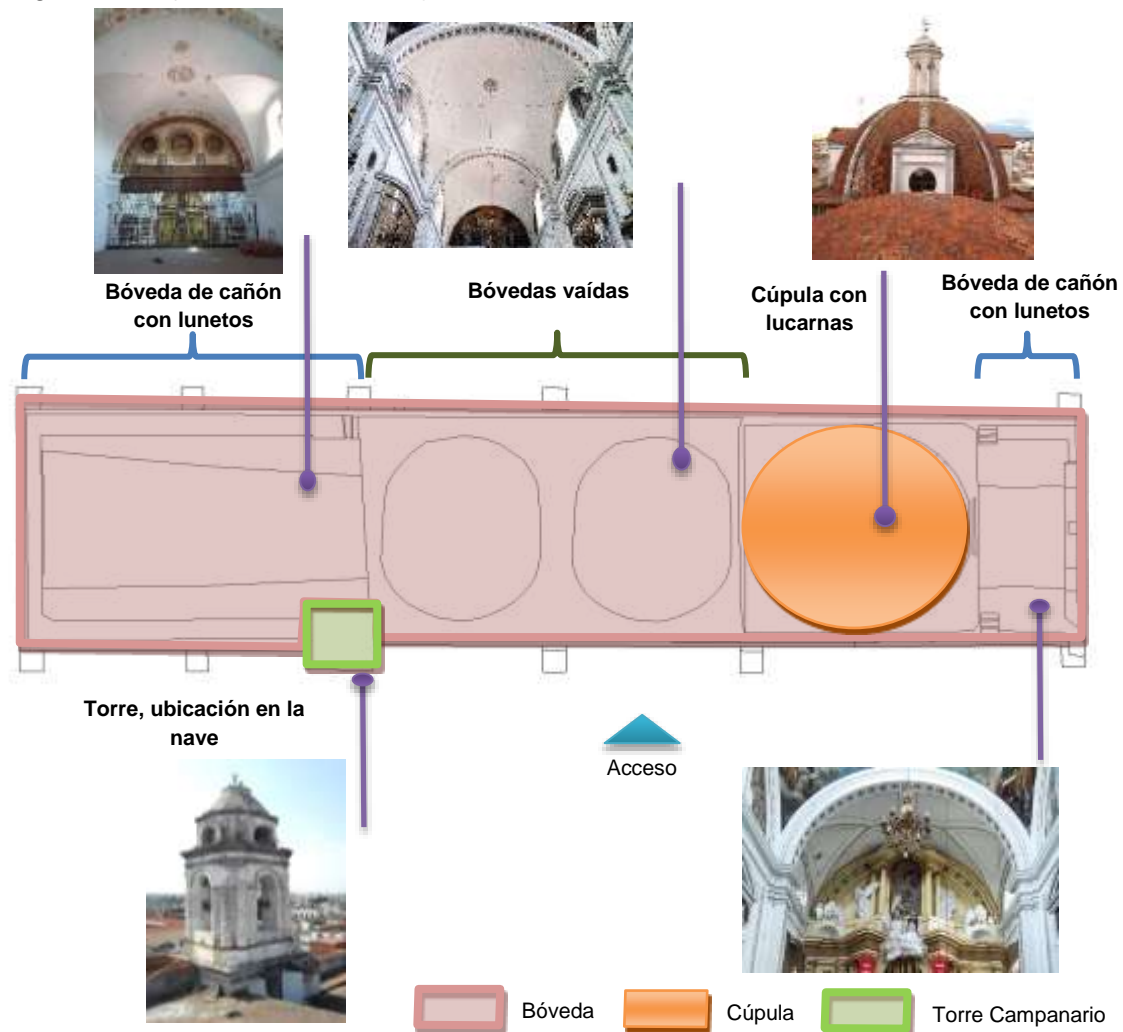 Bóveda de cañón
con lunetos
Bóvedas vaídas
Cúpula con
lucarnas
Bóveda de cañón
con lunetos
Torre, ubicación en la
nave
Acceso
Bóveda
Cúpula
Torre Campanario